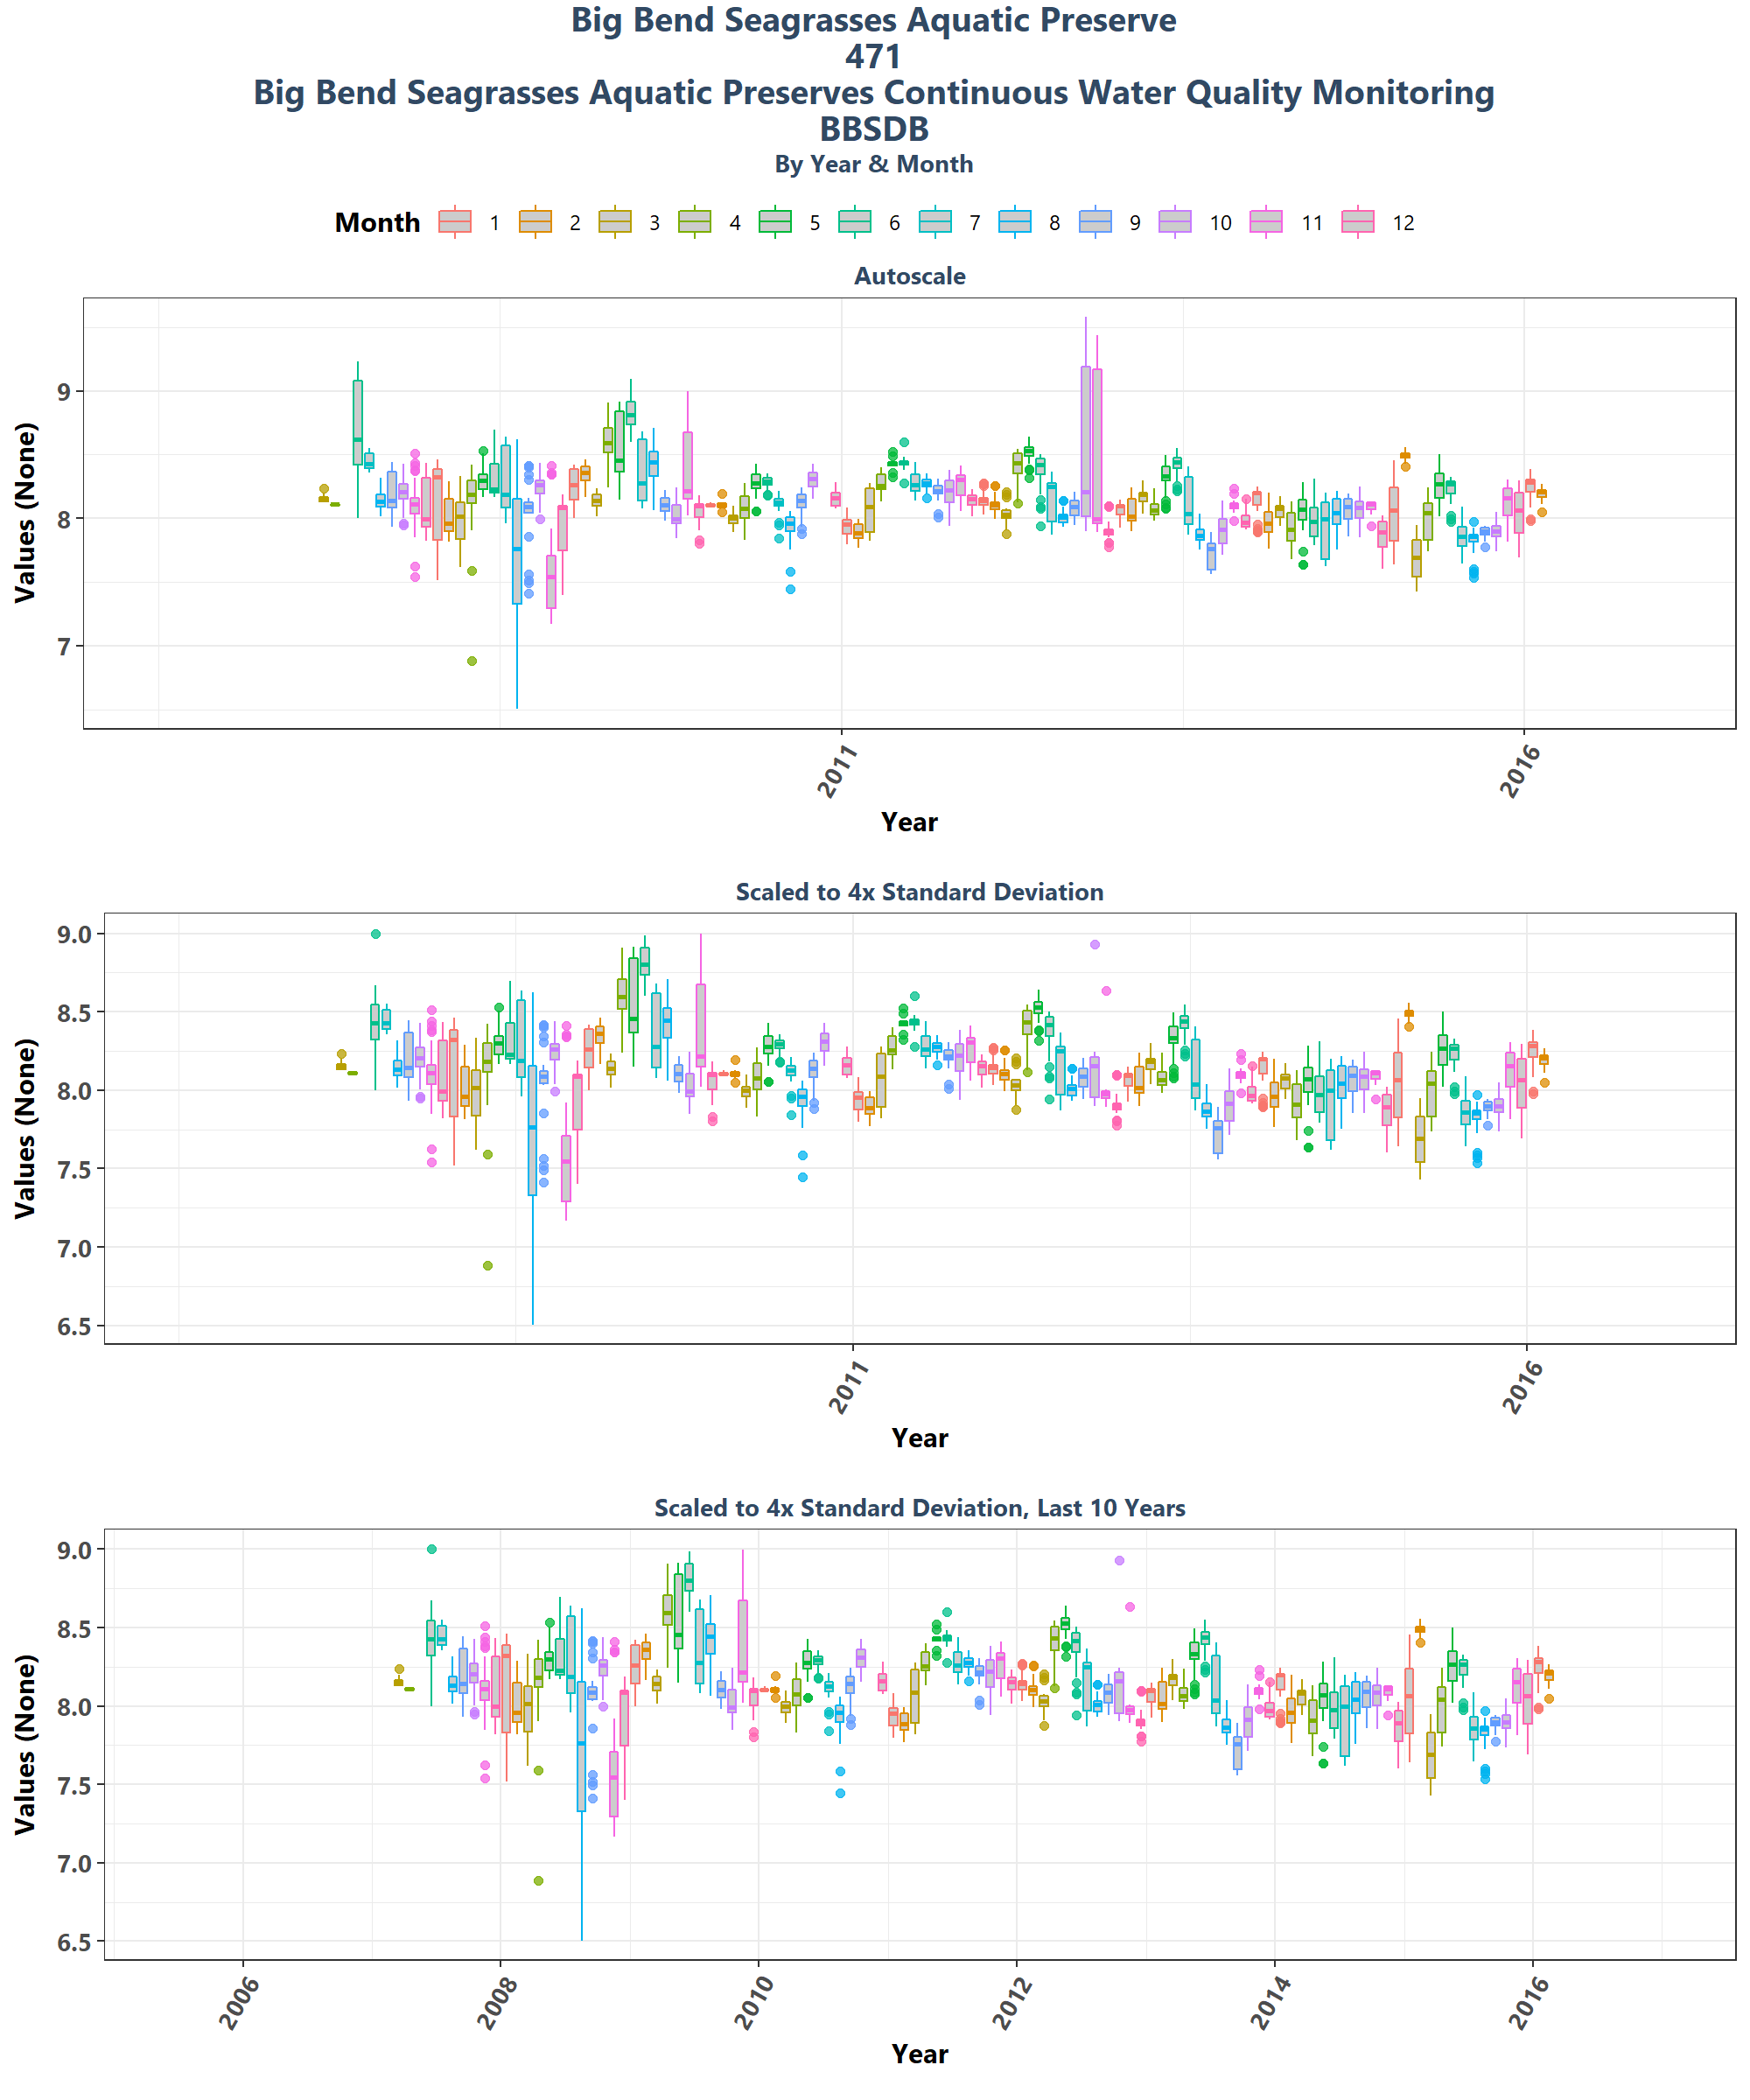 Big Bend Seagrasses Aquatic Preserve
471
Big Bend Seagrasses Aquatic Preserves Continuous Water Quality Monitoring
BBSDB
By Year & Month
Month 1 2 3 4 5 6 7 8 9 10 11 12
Autoscale
Values (None)
9
8
7
2011 2016
Year
Scaled to 4x Standard Deviation
Values (None)
9.0
8.5
8.0
7.5
7.0
6.5
2011 2016
Year
Scaled to 4x Standard Deviation, Last 10 Years
Values (None)
9.0
8.5
8.0
7.5
7.0
6.5
2006 2008 2010 2012 2014 2016
Year